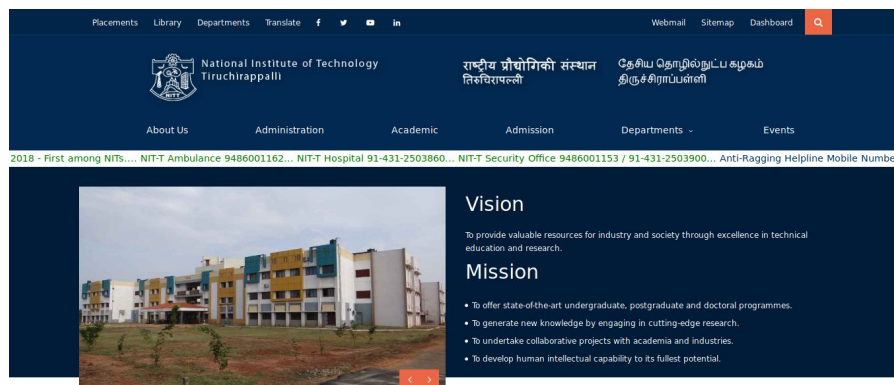 Placements Library Departments Translate
Webmail Sitemap Dashboard
NITT
National Institute of Technology
Tiruchirappalli
राष्ट्रीय प्रौद्योगिकी संस्थान
तिरुचिरापल्ली
தேசிய தொழில்நுட்ப கழகம்
திருச்சிராப்பள்ளி
About Us Administration Academic Admission Departments Events
2018 - First among NITs.... NIT-T Ambulance 9486001162... NIT-T Hospital 91-431-2503860... NIT-T Security Office 9486001153 / 91-431-2503900... Anti-Ragging Helpline Mobile Numbe
Vision
To provide valuable resources for industry and society through excellence in technical
education and research.
Mission
• To offer state-of-the-art undergraduate, postgraduate and doctoral programmes.
• To generate new knowledge by engaging in cutting-edge research.
• To undertake collaborative projects with academia and industries.
• To develop human intellectual capability to its fullest potential.